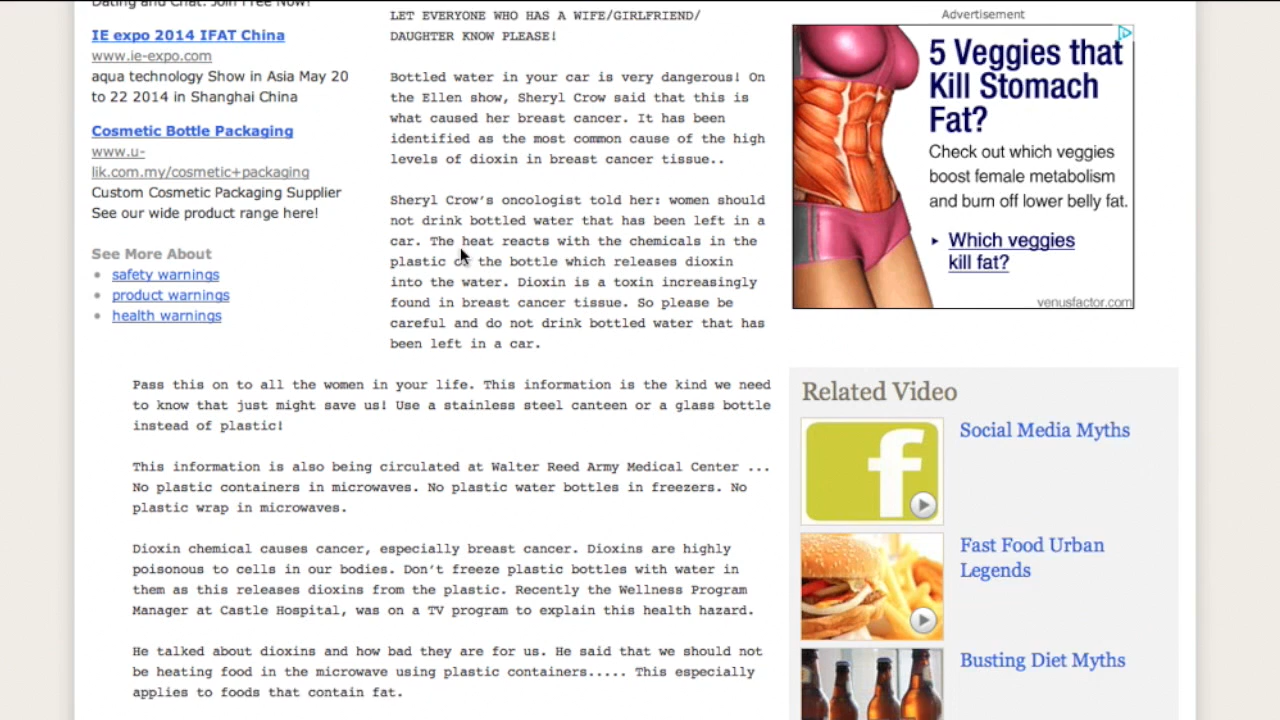 Dating and Chat. Join Free Now!
IE expo 2014 IFAT China
www.ie-expo.com
aqua technology Show in Asia May 20
to 22 2014 in Shanghai China
Cosmetic Bottle Packaging
www.u-
lik.com.my/cosmetic+packaging
Custom Cosmetic Packaging Supplier
See our wide product range here!
See More About
safety warnings
product warnings
health warnings
LET EVERYONE WHO HAS A WIFE/GIRLFRIEND/
DAUGHTER KNOW PLEASE!
Bottled water in your car is very dangerous! On
the Ellen show, Sheryl Crow said that this is
what caused her breast cancer. It has been
identified as the most common cause of the high
levels of dioxin in breast cancer tissue..
Sheryl Crow's oncologist told her: women should
not drink bottled water that has been left in a
car. The heat reacts with the chemicals in the
plastic of the bottle which releases dioxin
into the water. Dioxin is a toxin increasingly
found in breast cancer tissue. So please be
careful and do not drink bottled water that has
been left in a car.
Pass this on to all the women in your life. This information is the kind we need
to know that just might save us! Use a stainless steel canteen or a glass bottle
instead of plastic!
This information is also being circulated at Walter Reed Army Medical Center ...
No plastic containers in microwaves. No plastic water bottles in freezers. No
plastic wrap in microwaves.
Dioxin chemical causes cancer, especially breast cancer. Dioxins are highly
poisonous to cells in our bodies. Don't freeze plastic bottles with water in
them as this releases dioxins from the plastic. Recently the Wellness Program
Manager at Castle Hospital, was on a TV program to explain this health hazard.
He talked about dioxins and how bad they are for us. He said that we should not
be heating food in the microwave using plastic containers..... This especially
applies to foods that contain fat.
Advertisement
5 Veggies that
Kill Stomach
Fat?
Check out which veggies
boost female metabolism
and burn off lower belly fat.
Which veggies
kill fat?
venusfactor.com
Related Video
f
Social Media Myths
Fast Food Urban
Legends
Busting Diet Myths